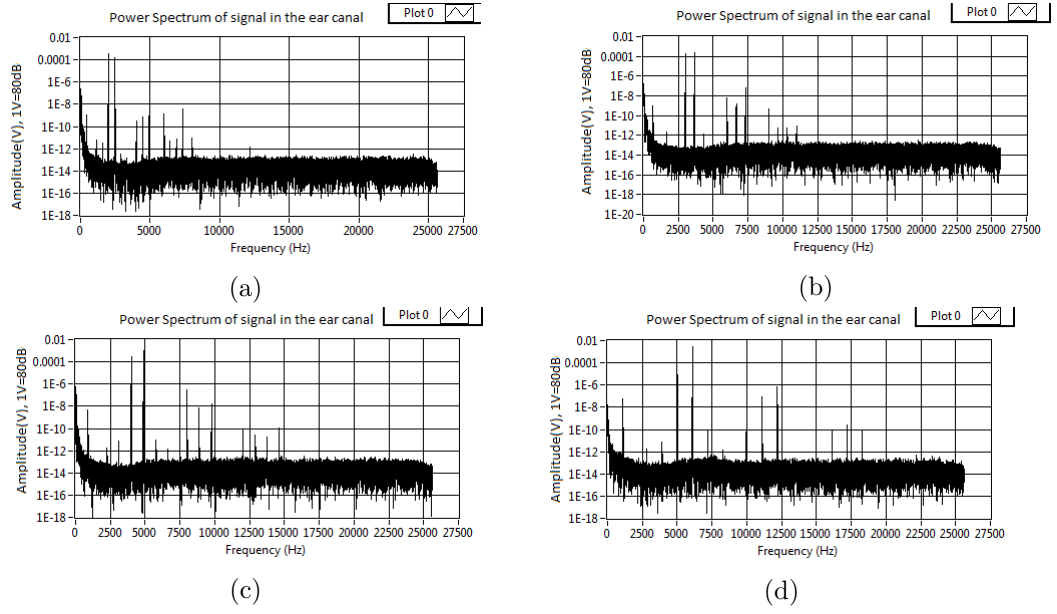 Power Spectrum of signal in the ear canal
Plot 0
Amplitude(V), 1V=80dB
0.01
0.0001
1E-6
1E-8
1E-10
1E-12
1E-14
1E-16
1E-18
0 2500 5000 7500 10000 12500 15000 17500 20000 22500 25000 27500
Frequency (Hz)
(a)
Power Spectrum of signal in the ear canal
Plot 0
Amplitude(V), 1V=80dB
0.01
0.0001
1E-6
1E-8
1E-10
1E-12
1E-14
1E-16
1E-18
1E-20
0 2500 5000 7500 10000 12500 15000 17500 20000 22500 25000 27500
Frequency (Hz)
(b)
Power Spectrum of signal in the ear canal
Plot 0
Amplitude(V), 1V=80dB
0.01
0.0001
1E-6
1E-8
1E-10
1E-12
1E-14
1E-16
1E-18
0 2500 5000 7500 10000 12500 15000 17500 20000 22500 25000 27500
Frequency (Hz)
(c)
Power Spectrum of signal in the ear canal
Plot 0
Amplitude(V), 1V=80dB
0.01
0.0001
1E-6
1E-8
1E-10
1E-12
1E-14
1E-16
1E-18
0 2500 5000 7500 10000 12500 15000 17500 20000 22500 25000 27500
Frequency (Hz)
(d)